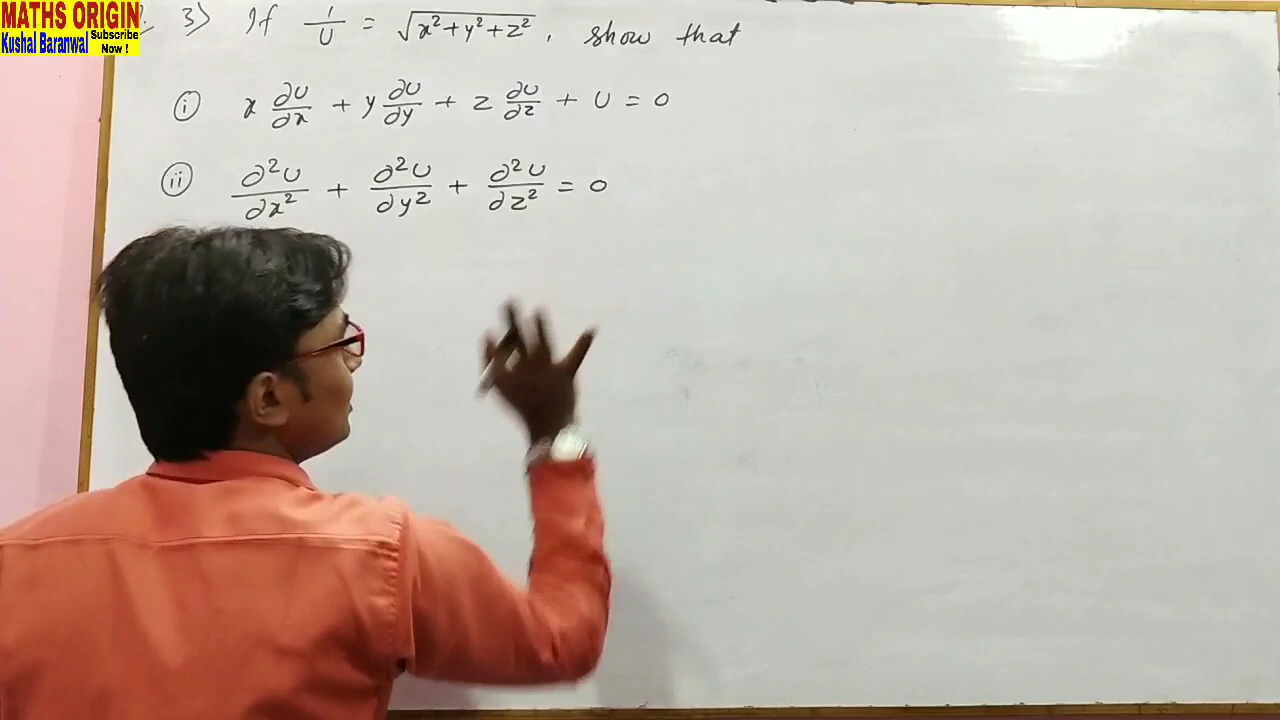 MATHS ORIGIN
Kushal Baranwal Subscribe Now !
3) If 1/U = √(x²+y²+z²), show that
(i) x ∂U/∂x + y ∂U/∂y + z ∂U/∂z + U = 0
(ii) ∂²U/∂x² + ∂²U/∂y² + ∂²U/∂z² = 0